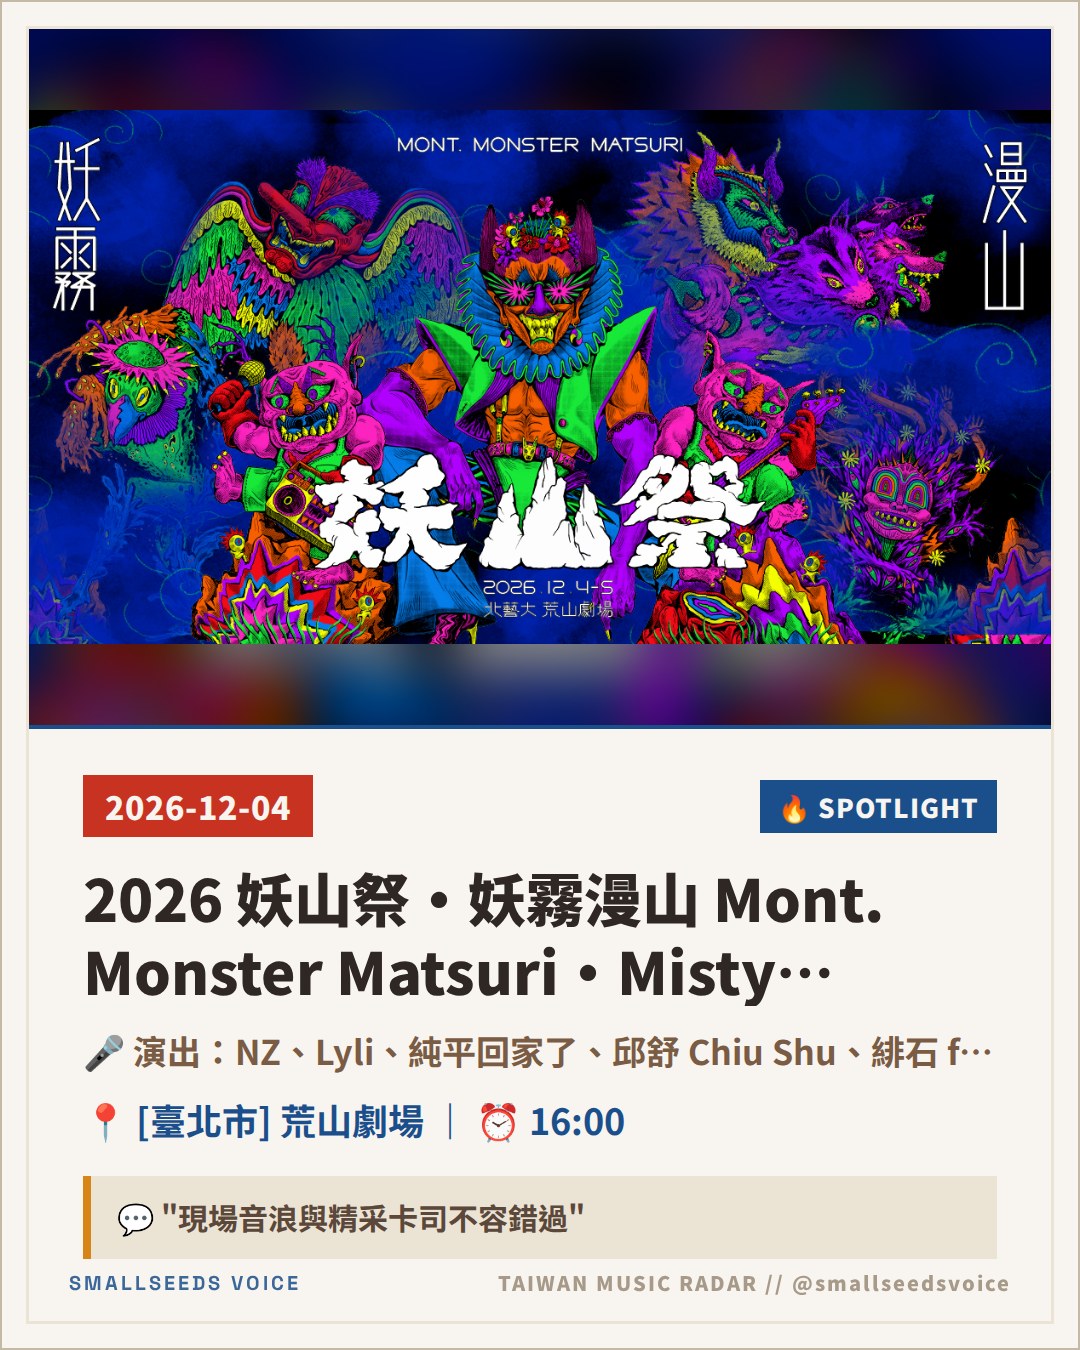 MONT. MONSTER MATSURI
妖霧
漫山
妖山祭
2026.12.4-5
北藝大 荒山劇場
2026-12-04
🔥 SPOTLIGHT
2026 妖山祭・妖霧漫山 Mont.
Monster Matsuri・Misty…
🎤 演出：NZ、Lyli、純平回家了、邱舒 Chiu Shu、緋石 f…
📍 [臺北市] 荒山劇場 ｜ ⏰ 16:00
💬 "現場音浪與精采卡司不容錯過"
SMALLSEEDS VOICE
TAIWAN MUSIC RADAR // @smallseedsvoice